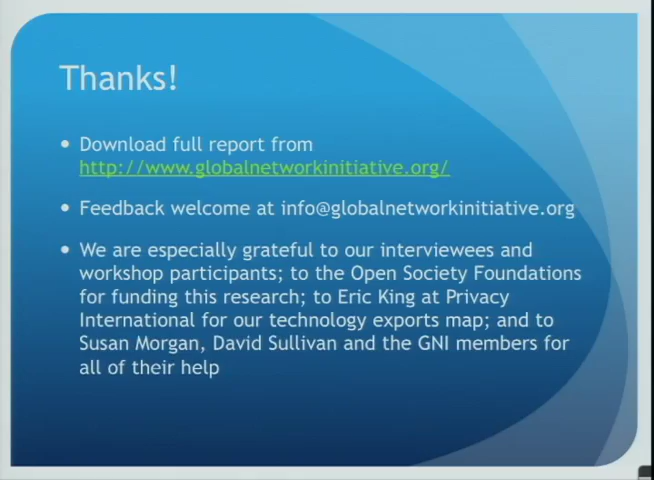 Thanks!
• Download full report from
http://www.globalnetworkinitiative.org/
• Feedback welcome at info@globalnetworkinitiative.org
• We are especially grateful to our interviewees and
workshop participants; to the Open Society Foundations
for funding this research; to Eric King at Privacy
International for our technology exports map; and to
Susan Morgan, David Sullivan and the GNI members for
all of their help